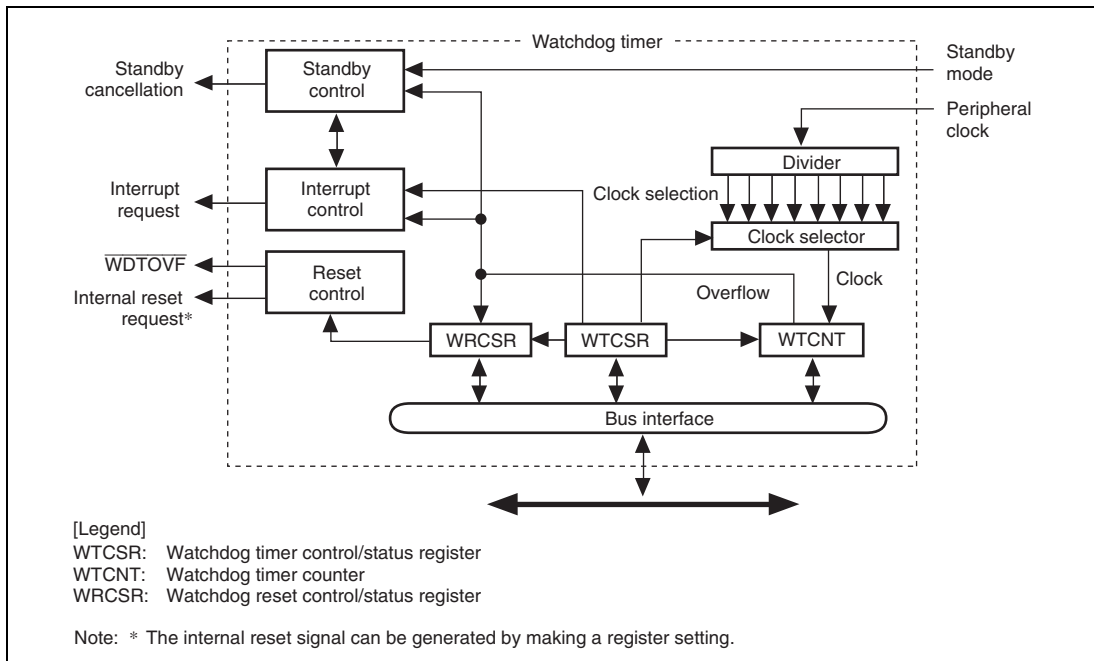 Watchdog timer
Standby
cancellation
Standby
control
Standby
mode
Peripheral
clock
Divider
Interrupt
request
Interrupt
control
Clock selection
Clock selector
WDTOVF
Internal reset
request*
Reset
control
Overflow
Clock
WRCSR
WTCSR
WTCNT
Bus interface
[Legend]
WTCSR: Watchdog timer control/status register
WTCNT: Watchdog timer counter
WRCSR: Watchdog reset control/status register
Note: * The internal reset signal can be generated by making a register setting.